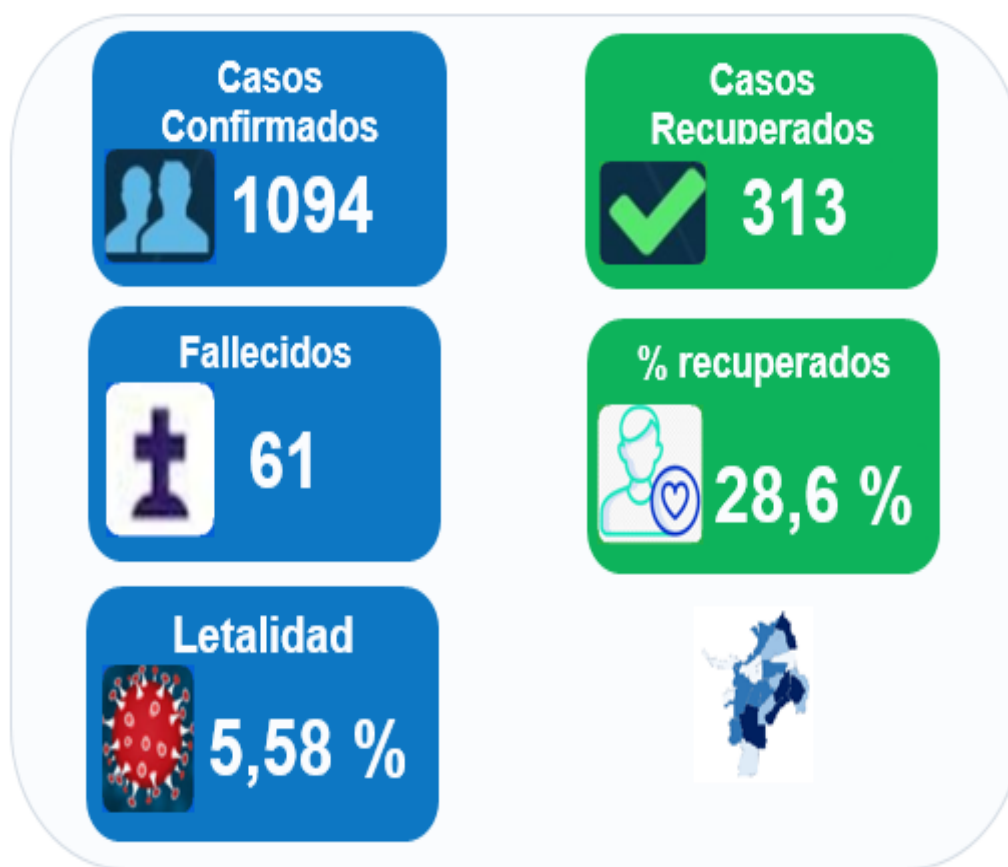 Casos
Confirmados
1094
Casos
Recuperados
313
Fallecidos
61
% recuperados
28,6 %
Letalidad
5,58 %